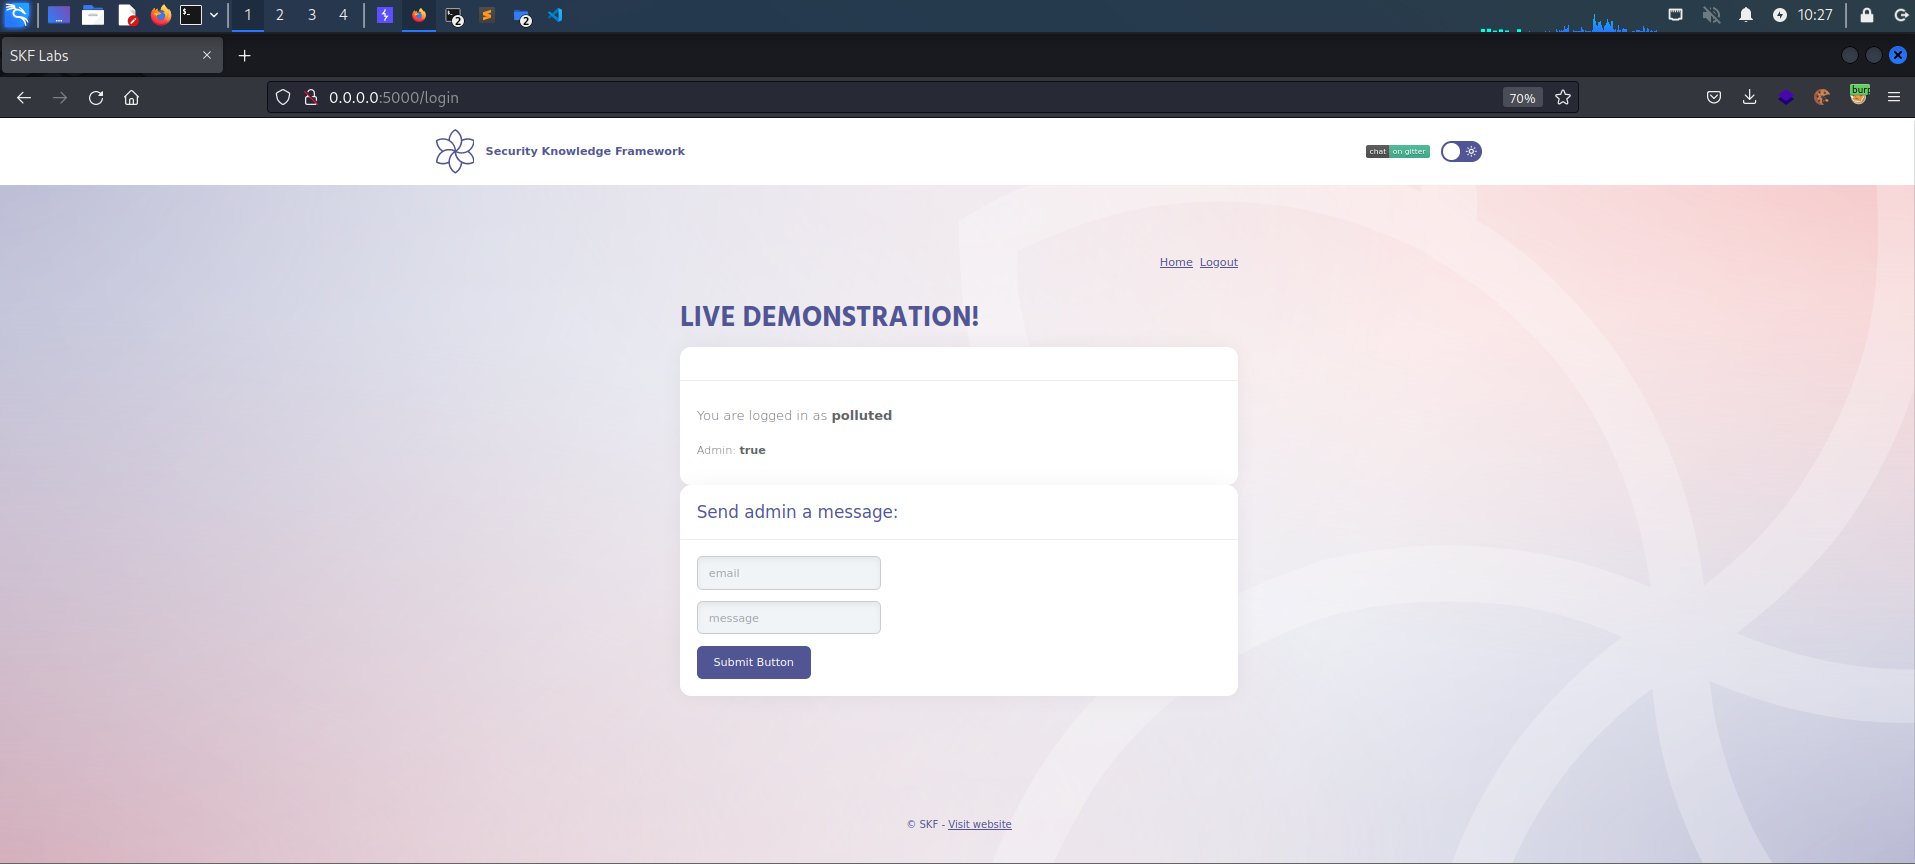 1 2 3 4 2 2 10:27
SKF Labs
0.0.0.0:5000/login 70% burp
Security Knowledge Framework chat on gitter
Home Logout
LIVE DEMONSTRATION!
You are logged in as polluted
Admin: true
Send admin a message:
email
message
Submit Button
© SKF - Visit website